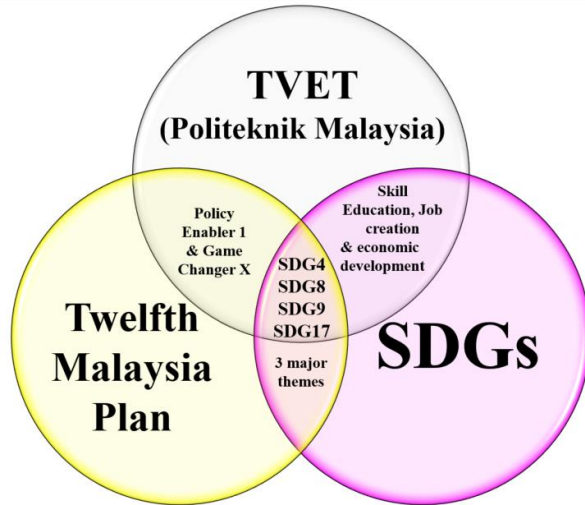 TVET
(Politeknik Malaysia)
Policy
Enabler 1
& Game
Changer X
Skill
Education, Job
creation
& economic
development
SDG4
SDG8
SDG9
SDG17
3 major
themes
Twelfth
Malaysia
Plan
SDGs